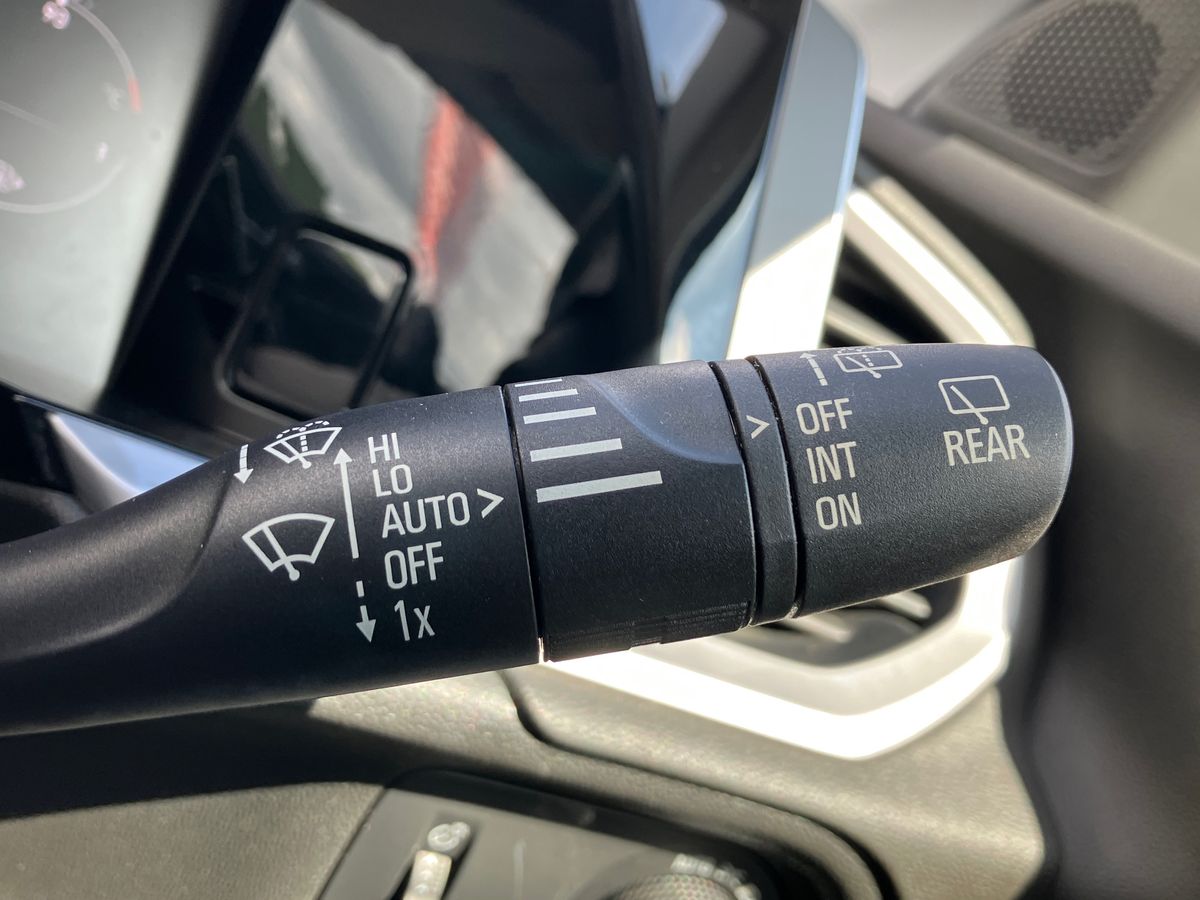 HI
LO
AUTO >
OFF
1x
>
OFF
INT
ON
REAR